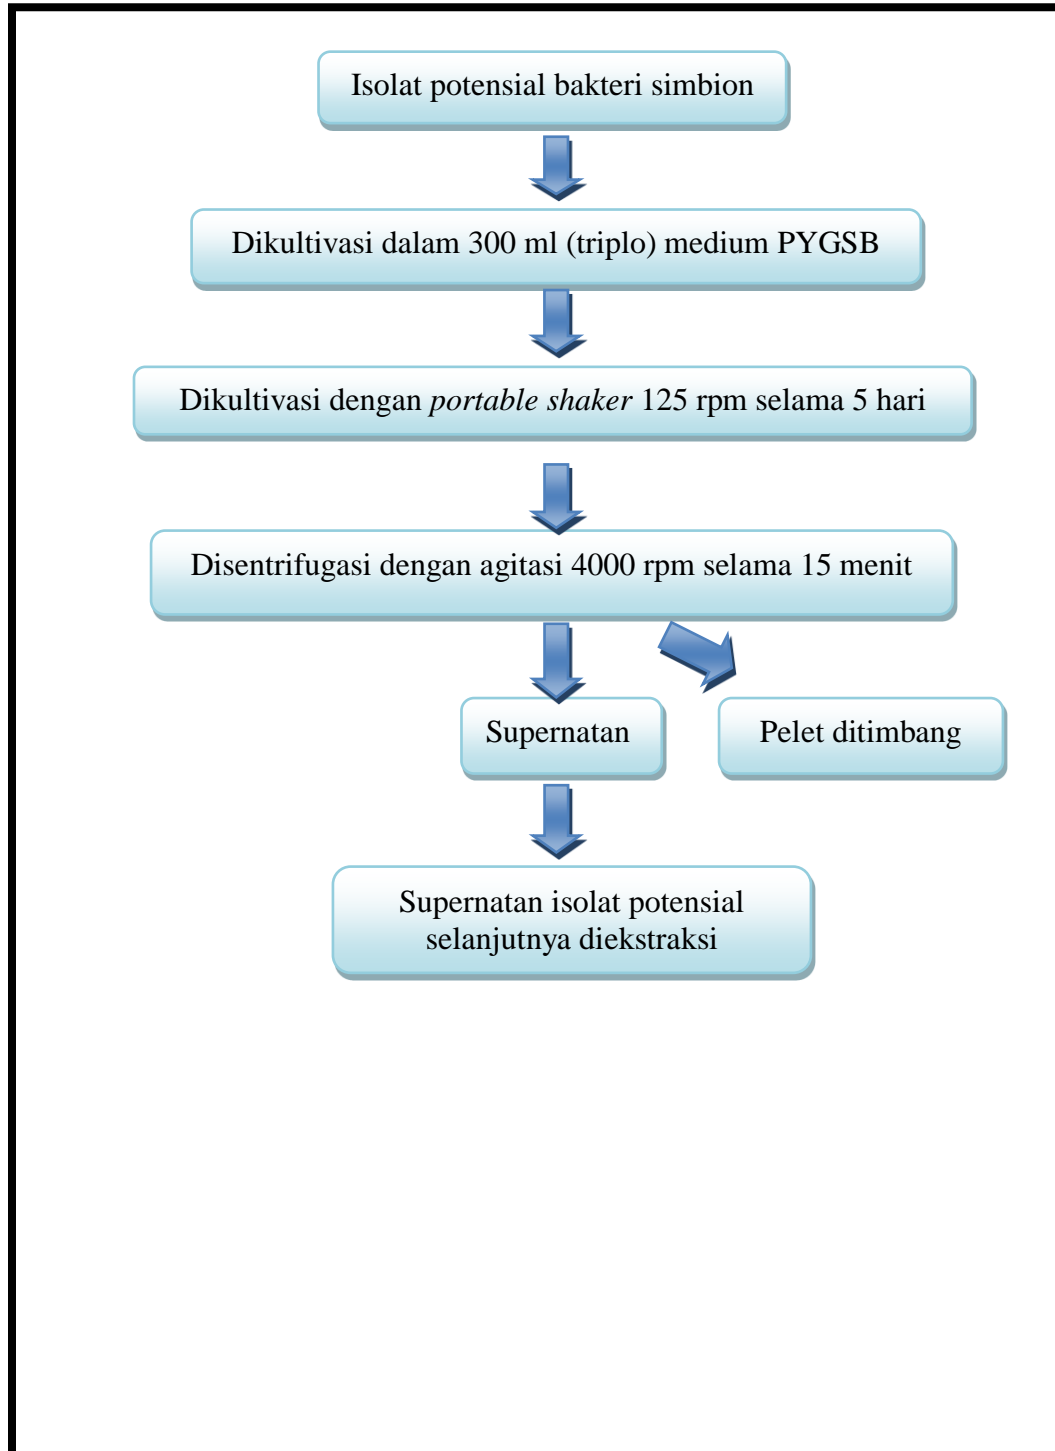 Isolat potensial bakteri simbion
Dikultivasi dalam 300 ml (triplo) medium PYGSB
Dikultivasi dengan portable shaker 125 rpm selama 5 hari
Disentrifugasi dengan agitasi 4000 rpm selama 15 menit
Supernatan
Pelet ditimbang
Supernatan isolat potensial
selanjutnya diekstraksi